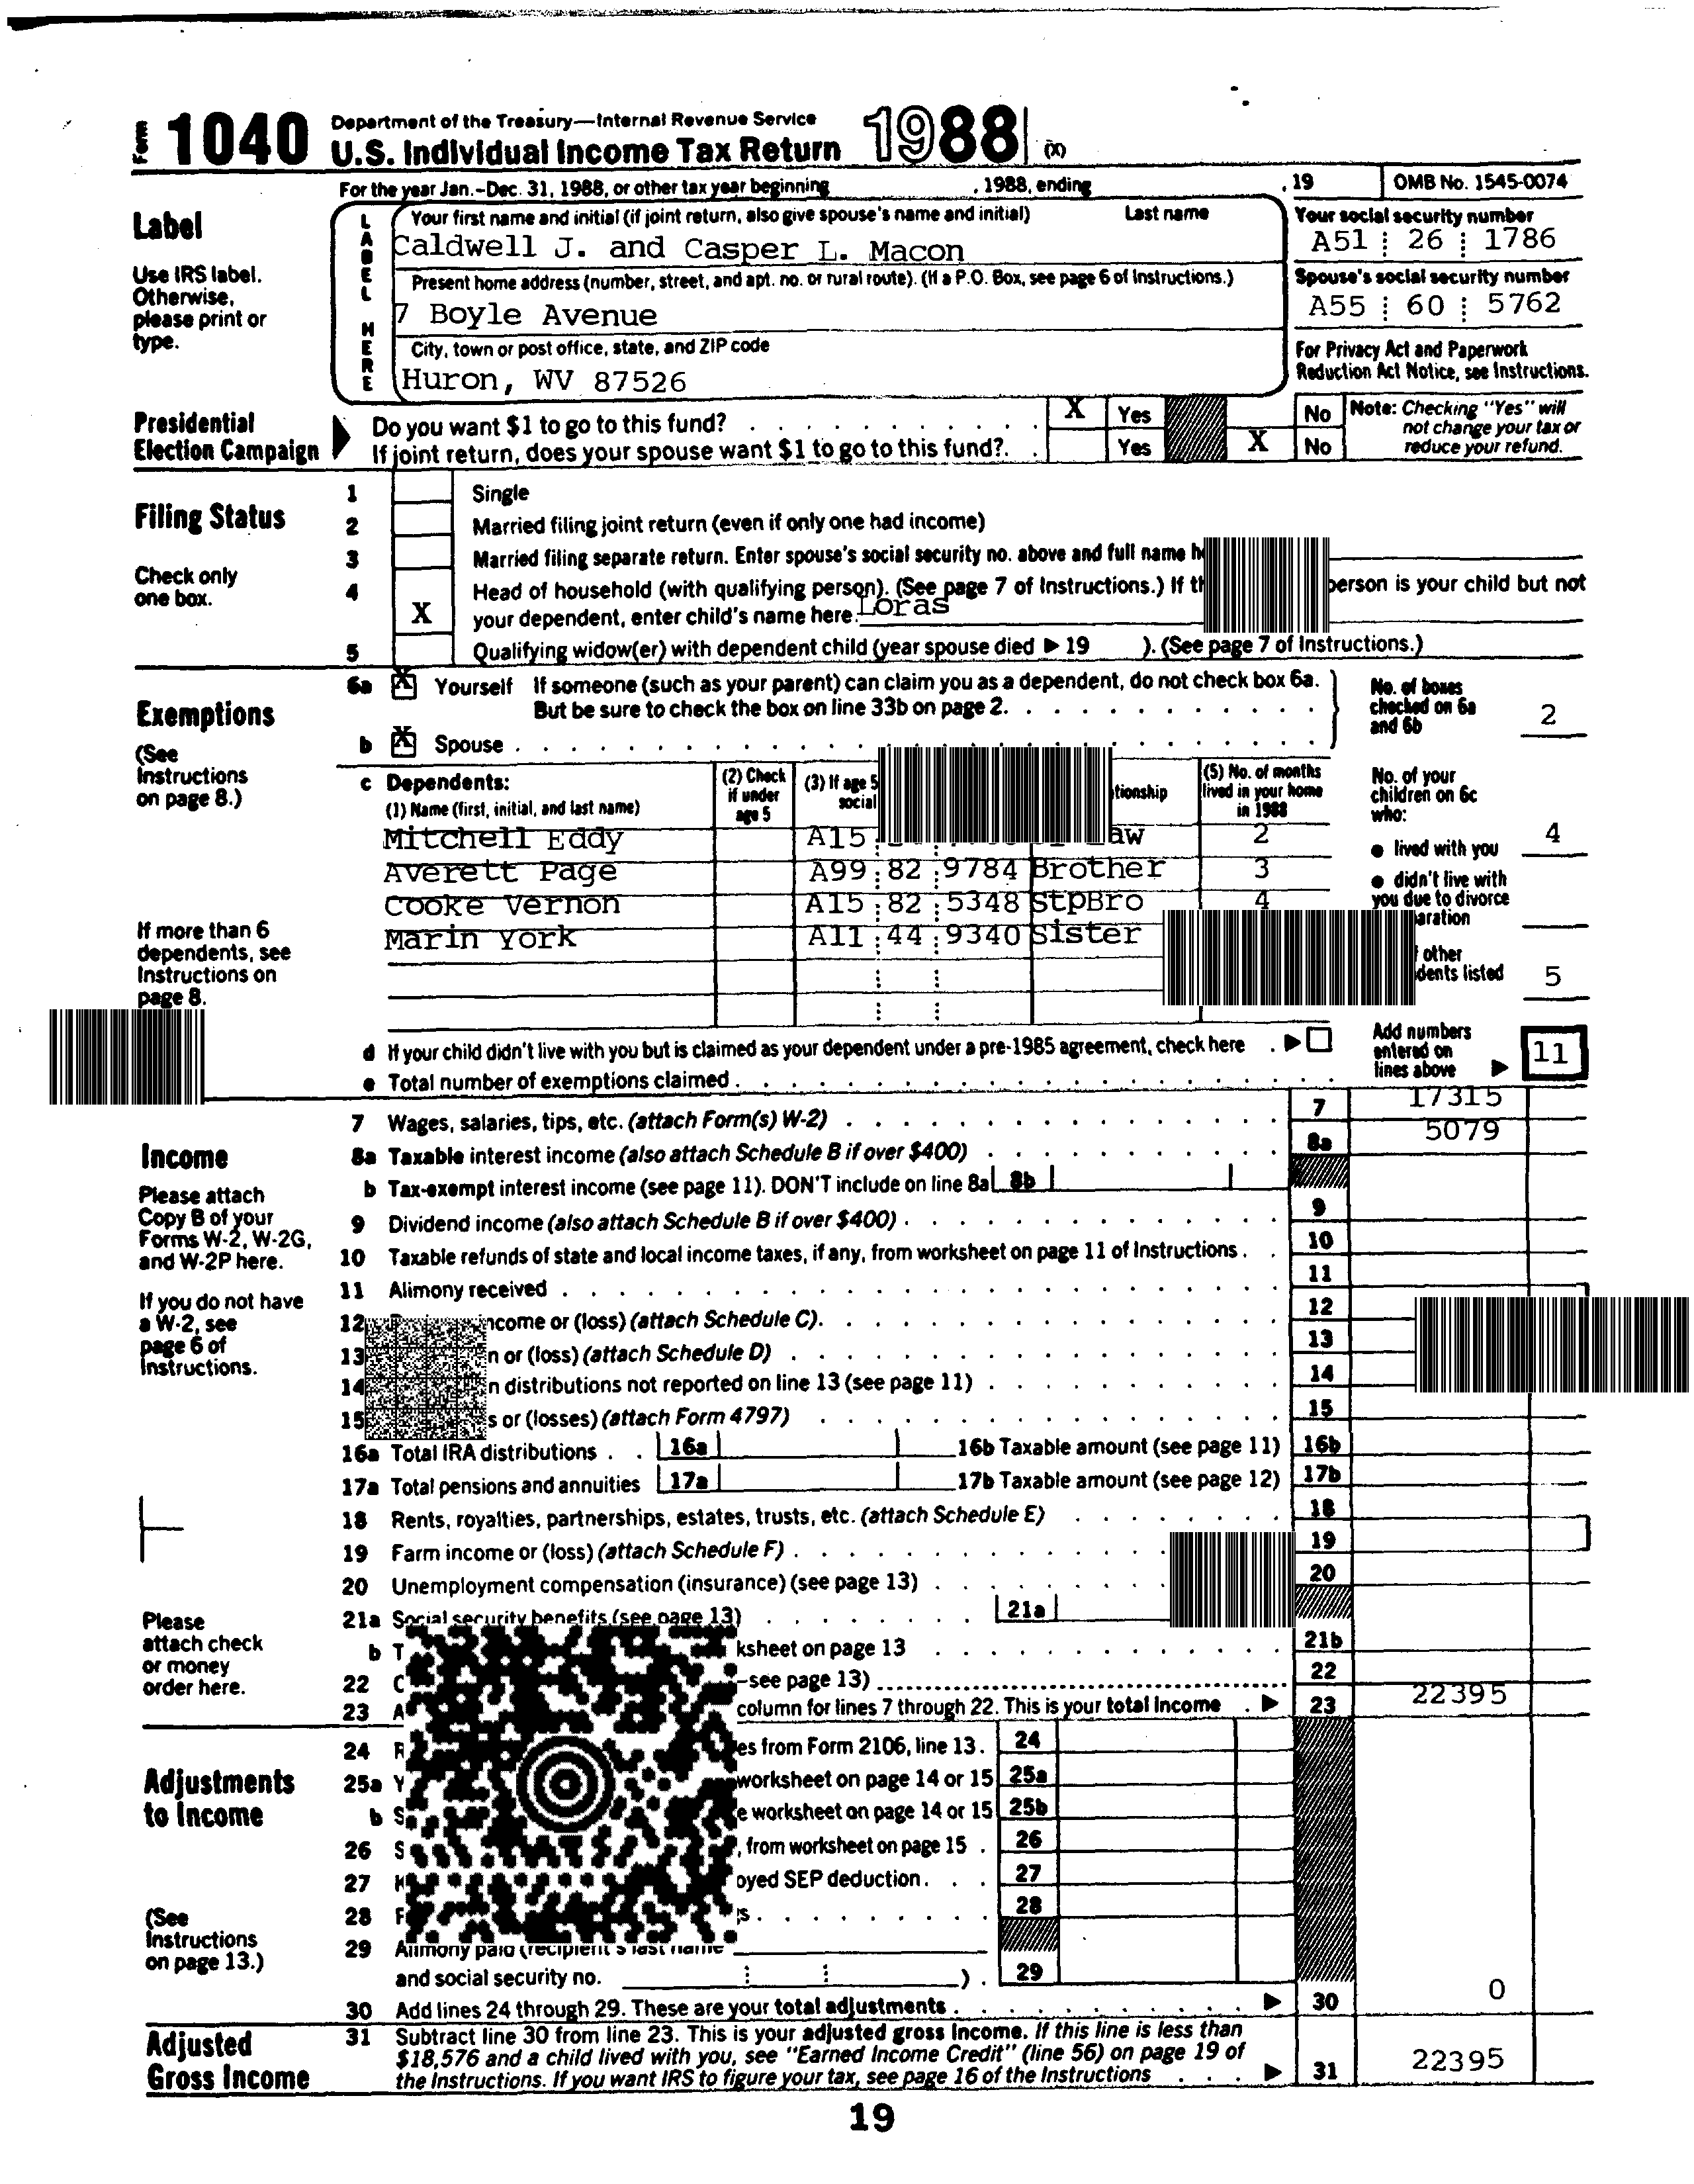 Form 1040 Department of the Treasury—Internal Revenue Service
U.S. Individual Income Tax Return 1988 (X)
For the year Jan.–Dec. 31, 1988, or other tax year beginning , 1988, ending , 19 OMB No. 1545-0074
Label
Use IRS label.
Otherwise,
please print or
type.
LABEL HERE
Your first name and initial (if joint return, also give spouse's name and initial) Last name
Caldwell J. and Casper L. Macon
Your social security number
A51 26 1786
Present home address (number, street, and apt. no. or rural route). (If a P.O. Box, see page 6 of Instructions.)
7 Boyle Avenue
Spouse's social security number
A55 60 5762
City, town or post office, state, and ZIP code
Huron, WV 87526
For Privacy Act and Paperwork
Reduction Act Notice, see Instructions.
Presidential
Election Campaign
Do you want $1 to go to this fund? X Yes No
If joint return, does your spouse want $1 to go to this fund?. Yes X No
Note: Checking "Yes" will
not change your tax or
reduce your refund.
Filing Status
Check only
one box.
1 Single
2 Married filing joint return (even if only one had income)
3 Married filing separate return. Enter spouse's social security no. above and full name
4 Head of household (with qualifying person). (See page 7 of Instructions.) If person is your child but not
X your dependent, enter child's name here. Loras
5 Qualifying widow(er) with dependent child (year spouse died ▶ 19 ). (See page 7 of Instructions.)
Exemptions
(See
Instructions
on page 8.)
If more than 6
dependents, see
Instructions on
page 8.
6a X Yourself If someone (such as your parent) can claim you as a dependent, do not check box 6a.
But be sure to check the box on line 33b on page 2.
b X Spouse
No. of boxes
checked on 6a
and 6b 2
c Dependents:
(1) Name (first, initial, and last name)
(2) Check
if under
age 5
(3) If age 5
social
(5) No. of months
lived in your home
in 1988
Mitchell Eddy A15 2
Averett Page A99 82 9784 Brother 3
Cooke Vernon A15 82 5348 StpBro 4
Marin York A11 44 9340 Sister
No. of your
children on 6c
who:
● lived with you 4
● didn't live with
you due to divorce
other
listed 5
d If your child didn't live with you but is claimed as your dependent under a pre-1985 agreement, check here . ▶
e Total number of exemptions claimed
Add numbers
entered on
lines above ▶ 11
Income
Please attach
Copy B of your
Forms W-2, W-2G,
and W-2P here.
If you do not have
a W-2, see
page 6 of
Instructions.
Please
attach check
or money
order here.
7 Wages, salaries, tips, etc. (attach Form(s) W-2) 7 17315
8a Taxable interest income (also attach Schedule B if over $400) 8a 5079
b Tax-exempt interest income (see page 11). DON'T include on line 8a 8b
9 Dividend income (also attach Schedule B if over $400) 9
10 Taxable refunds of state and local income taxes, if any, from worksheet on page 11 of Instructions 10
11 Alimony received 11
12 or (loss) (attach Schedule C). 12
13 or (loss) (attach Schedule D) 13
14 distributions not reported on line 13 (see page 11) 14
15 or (losses) (attach Form 4797) 15
16a Total IRA distributions 16a 16b Taxable amount (see page 11) 16b
17a Total pensions and annuities 17a 17b Taxable amount (see page 12) 17b
18 Rents, royalties, partnerships, estates, trusts, etc. (attach Schedule E) 18
19 Farm income or (loss) (attach Schedule F) 19
20 Unemployment compensation (insurance) (see page 13) 20
21a Social security benefits (see page 13) 21a
b on page 13 21b
22 see page 13) 22
23 column for lines 7 through 22. This is your total income ▶ 23 22395
Adjustments
to Income
(See
Instructions
on page 13.)
24 from Form 2106, line 13. 24
25a worksheet on page 14 or 15 25a
b worksheet on page 14 or 15 25b
26 , from worksheet on page 15 26
27 SEP deduction 27
28 28
29 Alimony paid (recipient's last name
and social security no. ) 29
30 Add lines 24 through 29. These are your total adjustments ▶ 30 0
Adjusted
Gross Income
31 Subtract line 30 from line 23. This is your adjusted gross income. If this line is less than
$18,576 and a child lived with you, see "Earned Income Credit" (line 56) on page 19 of
the Instructions. If you want IRS to figure your tax, see page 16 of the Instructions ▶ 31 22395
19